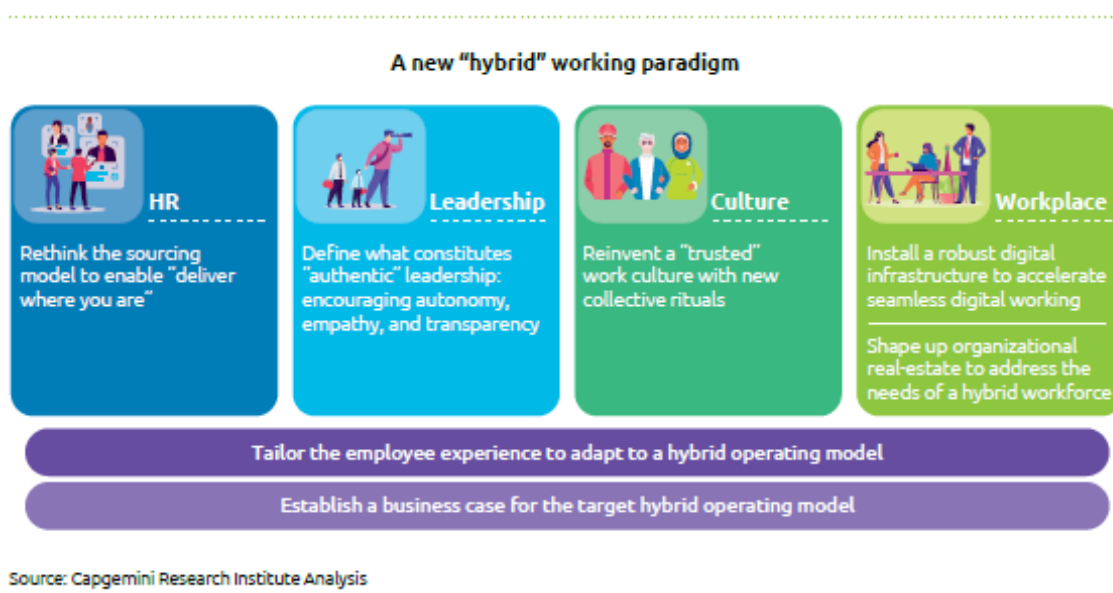 A new “hybrid” working paradigm
HR
Rethink the sourcing
model to enable “deliver
where you are”
Leadership
Define what constitutes
“authentic” leadership:
encouraging autonomy,
empathy, and transparency
Culture
Reinvent a “trusted”
work culture with new
collective rituals
Workplace
Install a robust digital
infrastructure to accelerate
seamless digital working
Shape up organizational
real-estate to address the
needs of a hybrid workforce
Tailor the employee experience to adapt to a hybrid operating model
Establish a business case for the target hybrid operating model
Source: Capgemini Research Institute Analysis